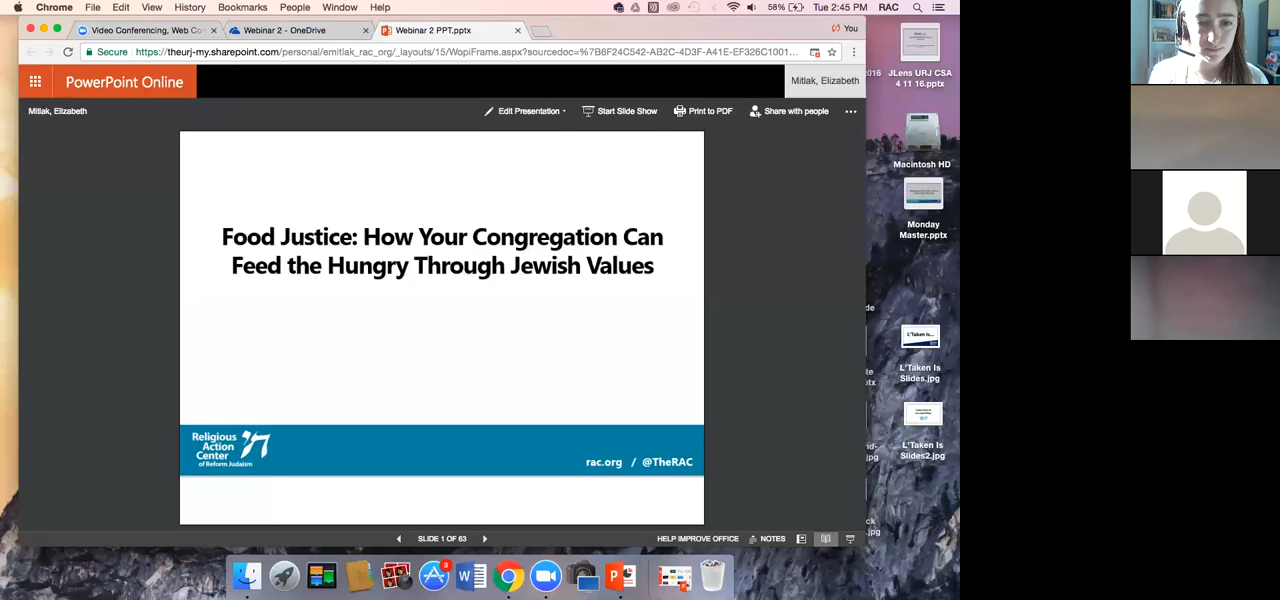 Chrome File Edit View History Bookmarks People Window Help 58% Tue 2:45 PM RAC
Video Conferencing, Web Con Webinar 2 - OneDrive Webinar 2 PPT.pptx You
Secure https://theurj-my.sharepoint.com/personal/emitlak_rac_org/_layouts/15/WopiFrame.aspx?sourcedoc=%7B6F24C542-AB2C-4D3F-A41E-EF326C1001...
PowerPoint Online Mitlak, Elizabeth
Mitlak, Elizabeth Edit Presentation Start Slide Show Print to PDF Share with people ...
Food Justice: How Your Congregation Can
Feed the Hungry Through Jewish Values
Religious
Action
Center
of Reform Judaism
rac.org / @TheRAC
SLIDE 1 OF 63 HELP IMPROVE OFFICE NOTES
2016
JLens URJ CSA
4 11 16.pptx
Macintosh HD
Monday
Master.pptx
L'Taken Is...
L'Taken Is
Slides.jpg
L'Taken Is
Slides2.jpg
3